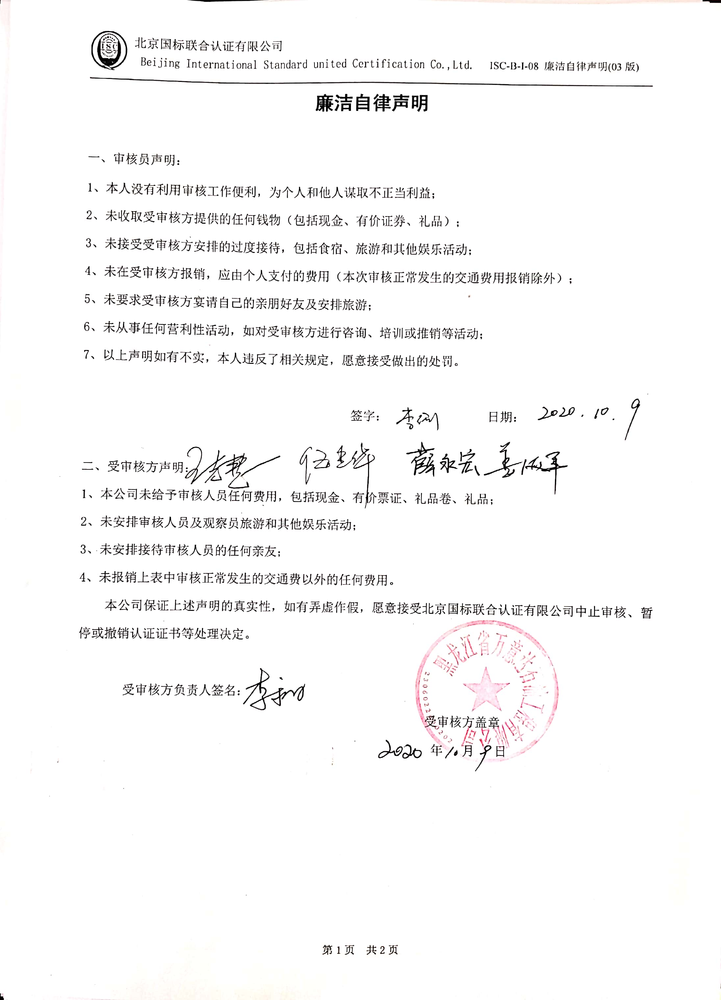 ISC
北京国标联合认证有限公司
Beijing International Standard united Certification Co.,Ltd. ISC-B-I-08 廉洁自律声明(03 版)
廉洁自律声明
一、审核员声明：
1、本人没有利用审核工作便利，为个人和他人谋取不正当利益；
2、未收取受审核方提供的任何钱物（包括现金、有价证券、礼品）；
3、未接受受审核方安排的过度接待，包括食宿、旅游和其他娱乐活动；
4、未在受审核方报销，应由个人支付的费用（本次审核正常发生的交通费用报销除外）；
5、未要求受审核方宴请自己的亲朋好友及安排旅游；
6、未从事任何营利性活动，如对受审核方进行咨询、培训或推销等活动；
7、以上声明如有不实，本人违反了相关规定，愿意接受做出的处罚。
签字： 日期： 2020.10.9
二、受审核方声明： 薛永宏
1、本公司未给予审核人员任何费用，包括现金、有价票证、礼品卷、礼品；
2、未安排审核人员及观察员旅游和其他娱乐活动；
3、未安排接待审核人员的任何亲友；
4、未报销上表中审核正常发生的交通费以外的任何费用。
本公司保证上述声明的真实性，如有弄虚作假，愿意接受北京国标联合认证有限公司中止审核、暂
停或撤销认证证书等处理决定。
黑龙江省万意达石油工程有限公司
受审核方负责人签名：
受审核方盖章
2020 年 10 月 9 日
第 1 页 共 2 页